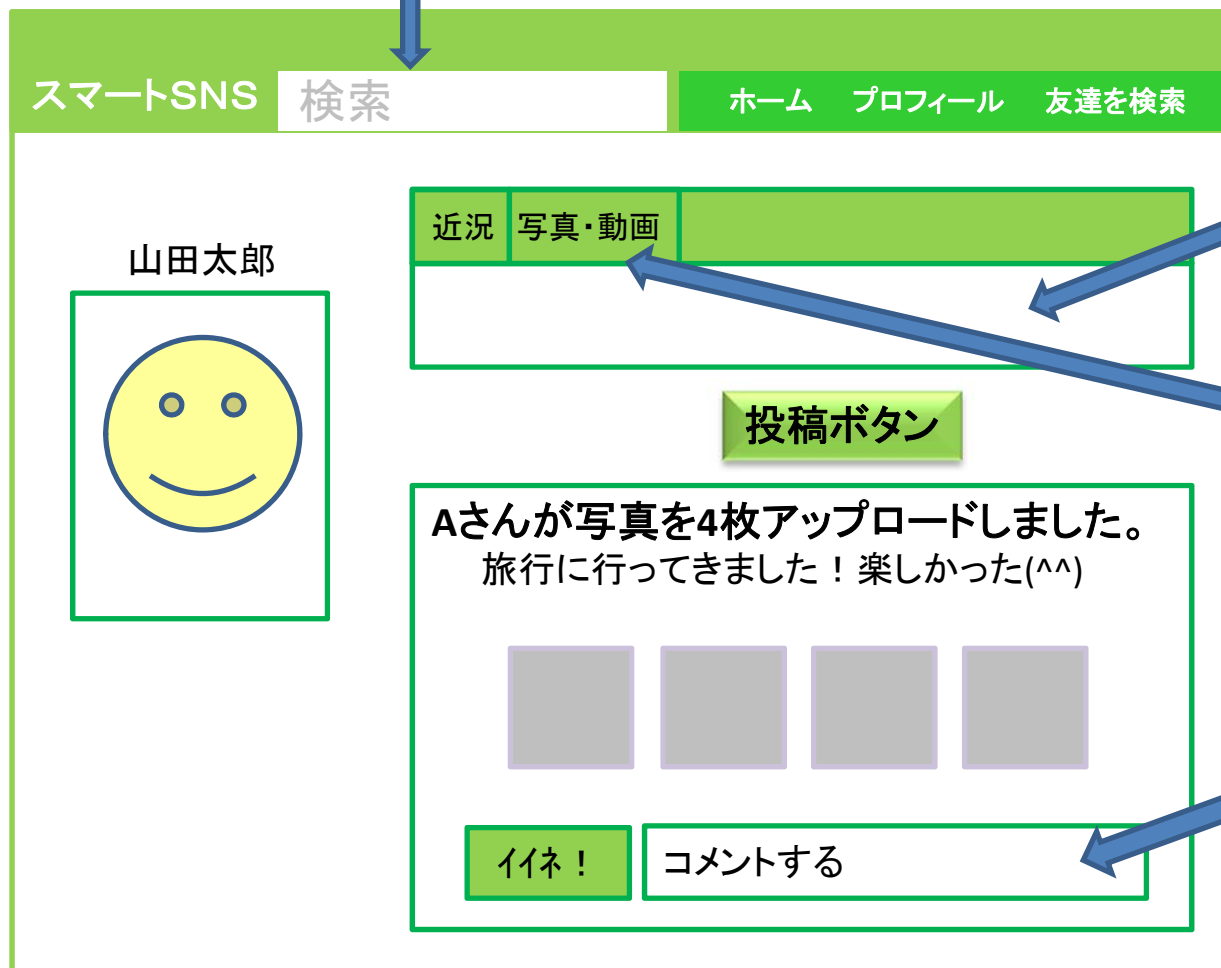 スマートSNS 検索 ホーム プロフィール 友達を検索
山田太郎
近況 写真・動画
投稿ボタン
Aさんが写真を4枚アップロードしました。
旅行に行ってきました！楽しかった(^^)
イイネ！ コメントする